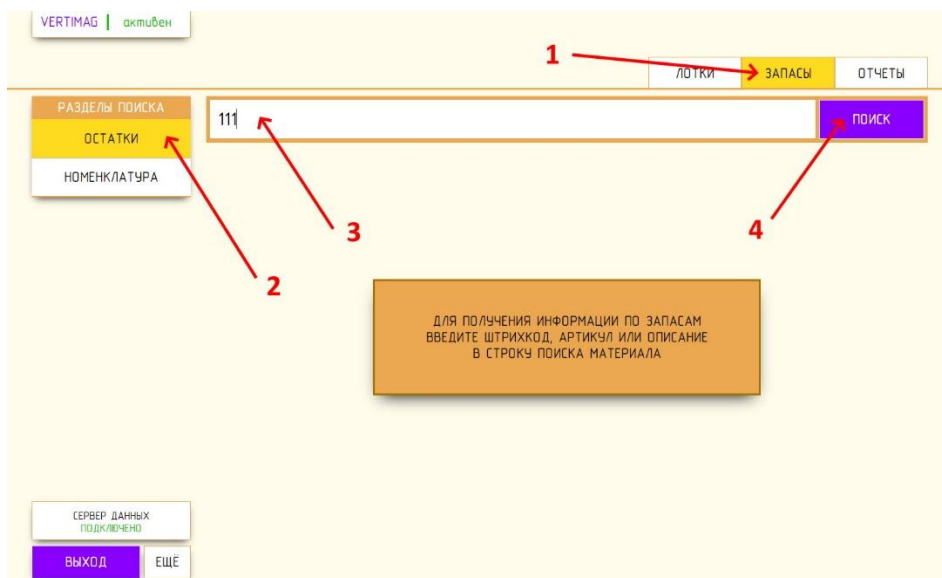 VERTIMAG | активен
1
ЛОТКИ ЗАПАСЫ ОТЧЕТЫ
РАЗДЕЛЫ ПОИСКА
ОСТАТКИ
НОМЕНКЛАТУРА
111
ПОИСК
3
4
2
ДЛЯ ПОЛУЧЕНИЯ ИНФОРМАЦИИ ПО ЗАПАСАМ
ВВЕДИТЕ ШТРИХКОД, АРТИКУЛ ИЛИ ОПИСАНИЕ
В СТРОКУ ПОИСКА МАТЕРИАЛА
СЕРВЕР ДАННЫХ
ПОДКЛЮЧЕНО
ВЫХОД ЕЩЁ